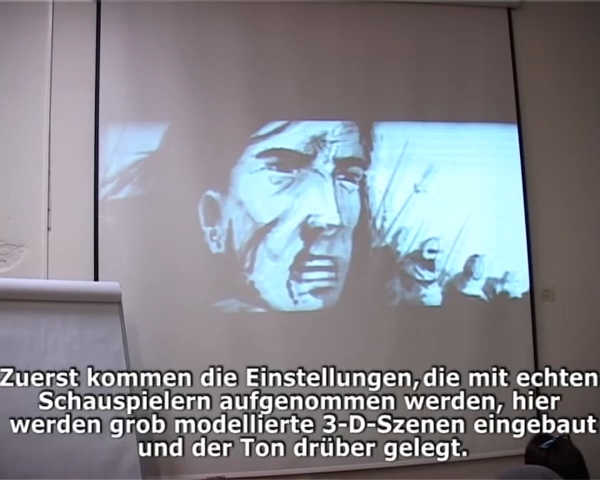 Zuerst kommen die Einstellungen,die mit echten
Schauspielern aufgenommen werden, hier
werden grob modellierte 3-D-Szenen eingebaut
und der Ton drüber gelegt.